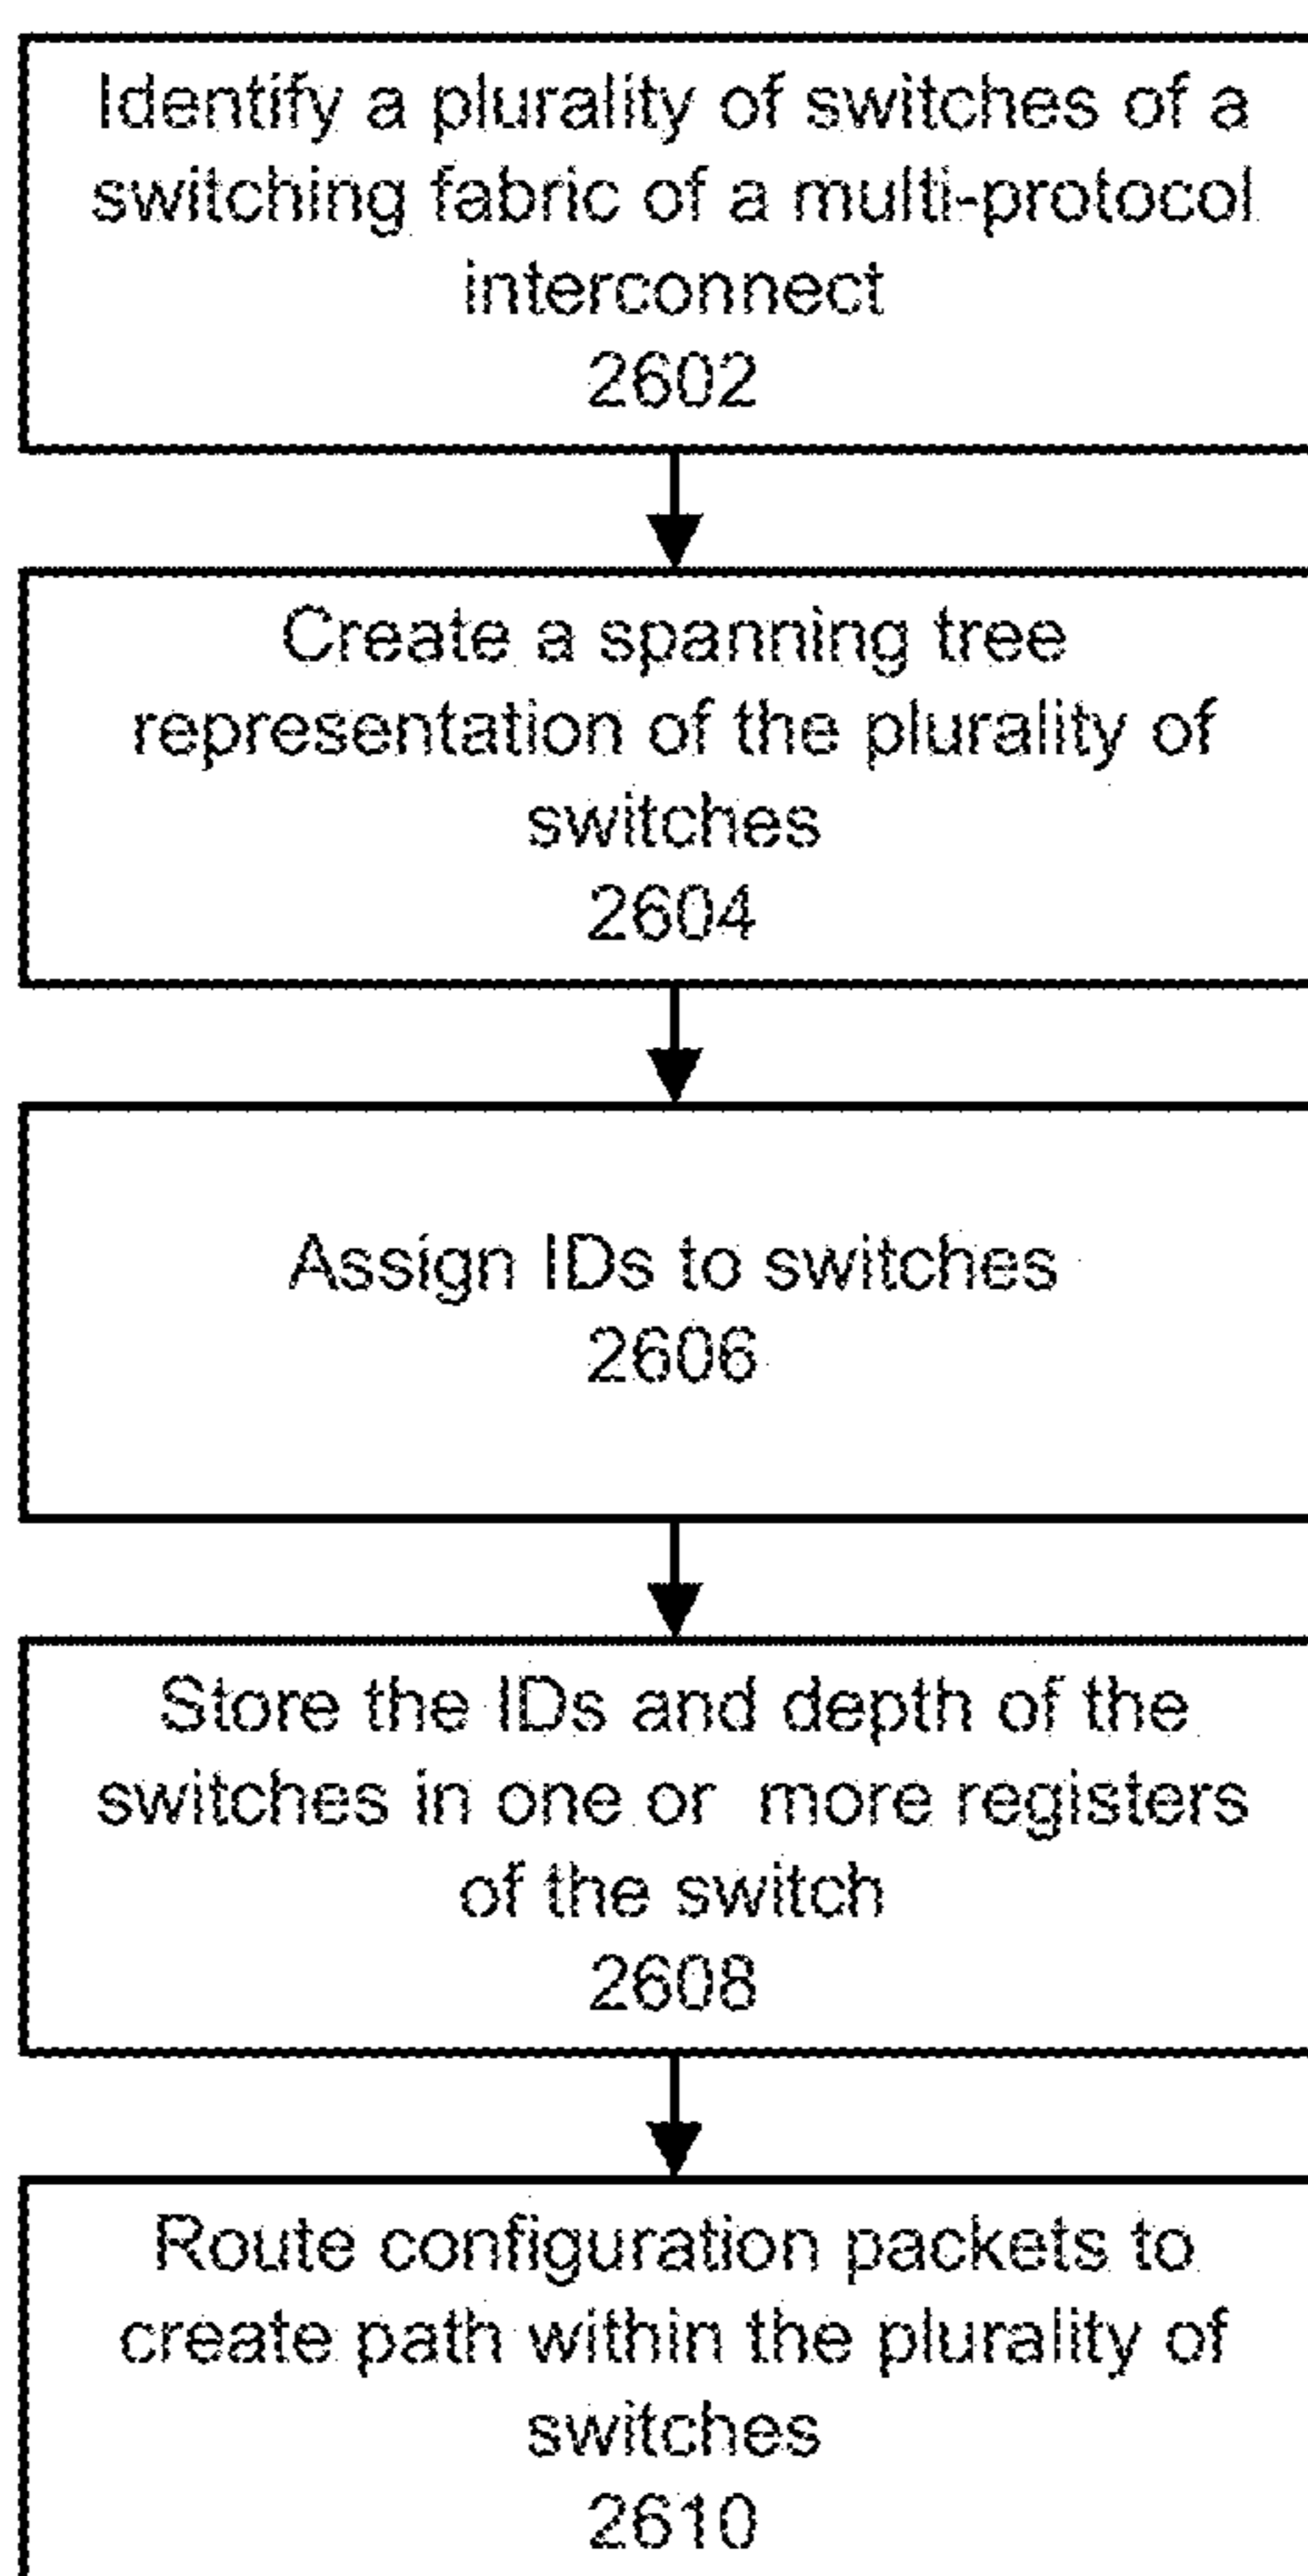 Identify a plurality of switches of a
switching fabric of a multi-protocol
interconnect
2602
Create a spanning tree
representation of the plurality of
switches
2604
Assign IDs to switches
2606
Store the IDs and depth of the
switches in one or more registers
of the switch
2608
Route configuration packets to
create path within the plurality of
switches
2610